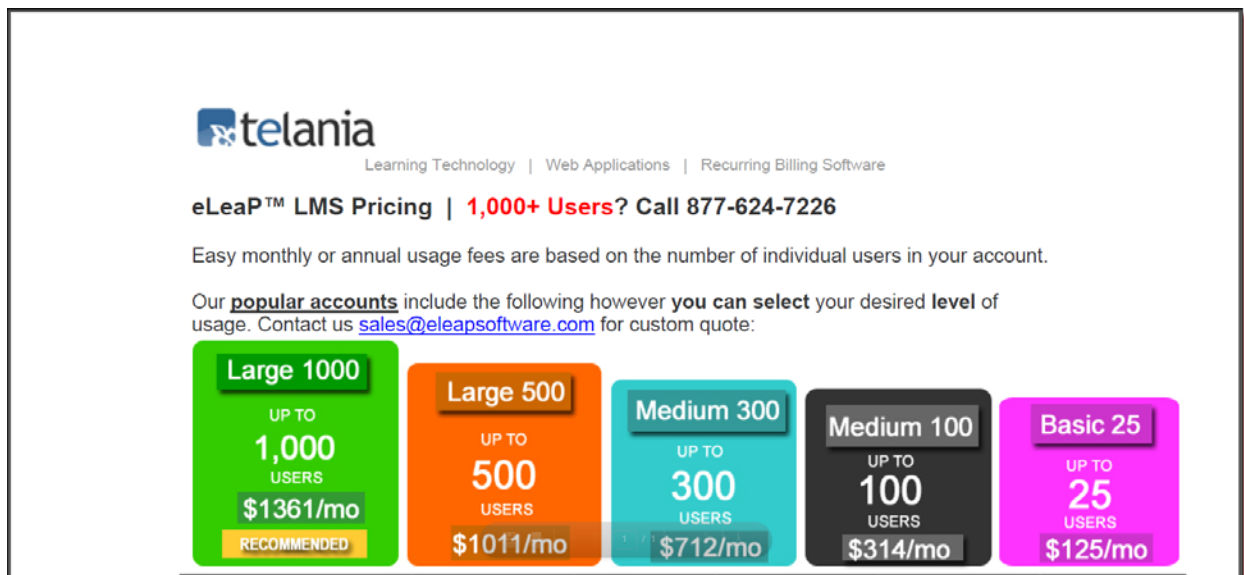 telania
Learning Technology | Web Applications | Recurring Billing Software
eLeaP™ LMS Pricing | 1,000+ Users? Call 877-624-7226
Easy monthly or annual usage fees are based on the number of individual users in your account.
Our popular accounts include the following however you can select your desired level of
usage. Contact us sales@eleapsoftware.com for custom quote:
Large 1000
UP TO
1,000
USERS
$1361/mo
RECOMMENDED
Large 500
UP TO
500
USERS
$1011/mo
Medium 300
UP TO
300
USERS
$712/mo
Medium 100
UP TO
100
USERS
$314/mo
Basic 25
UP TO
25
USERS
$125/mo